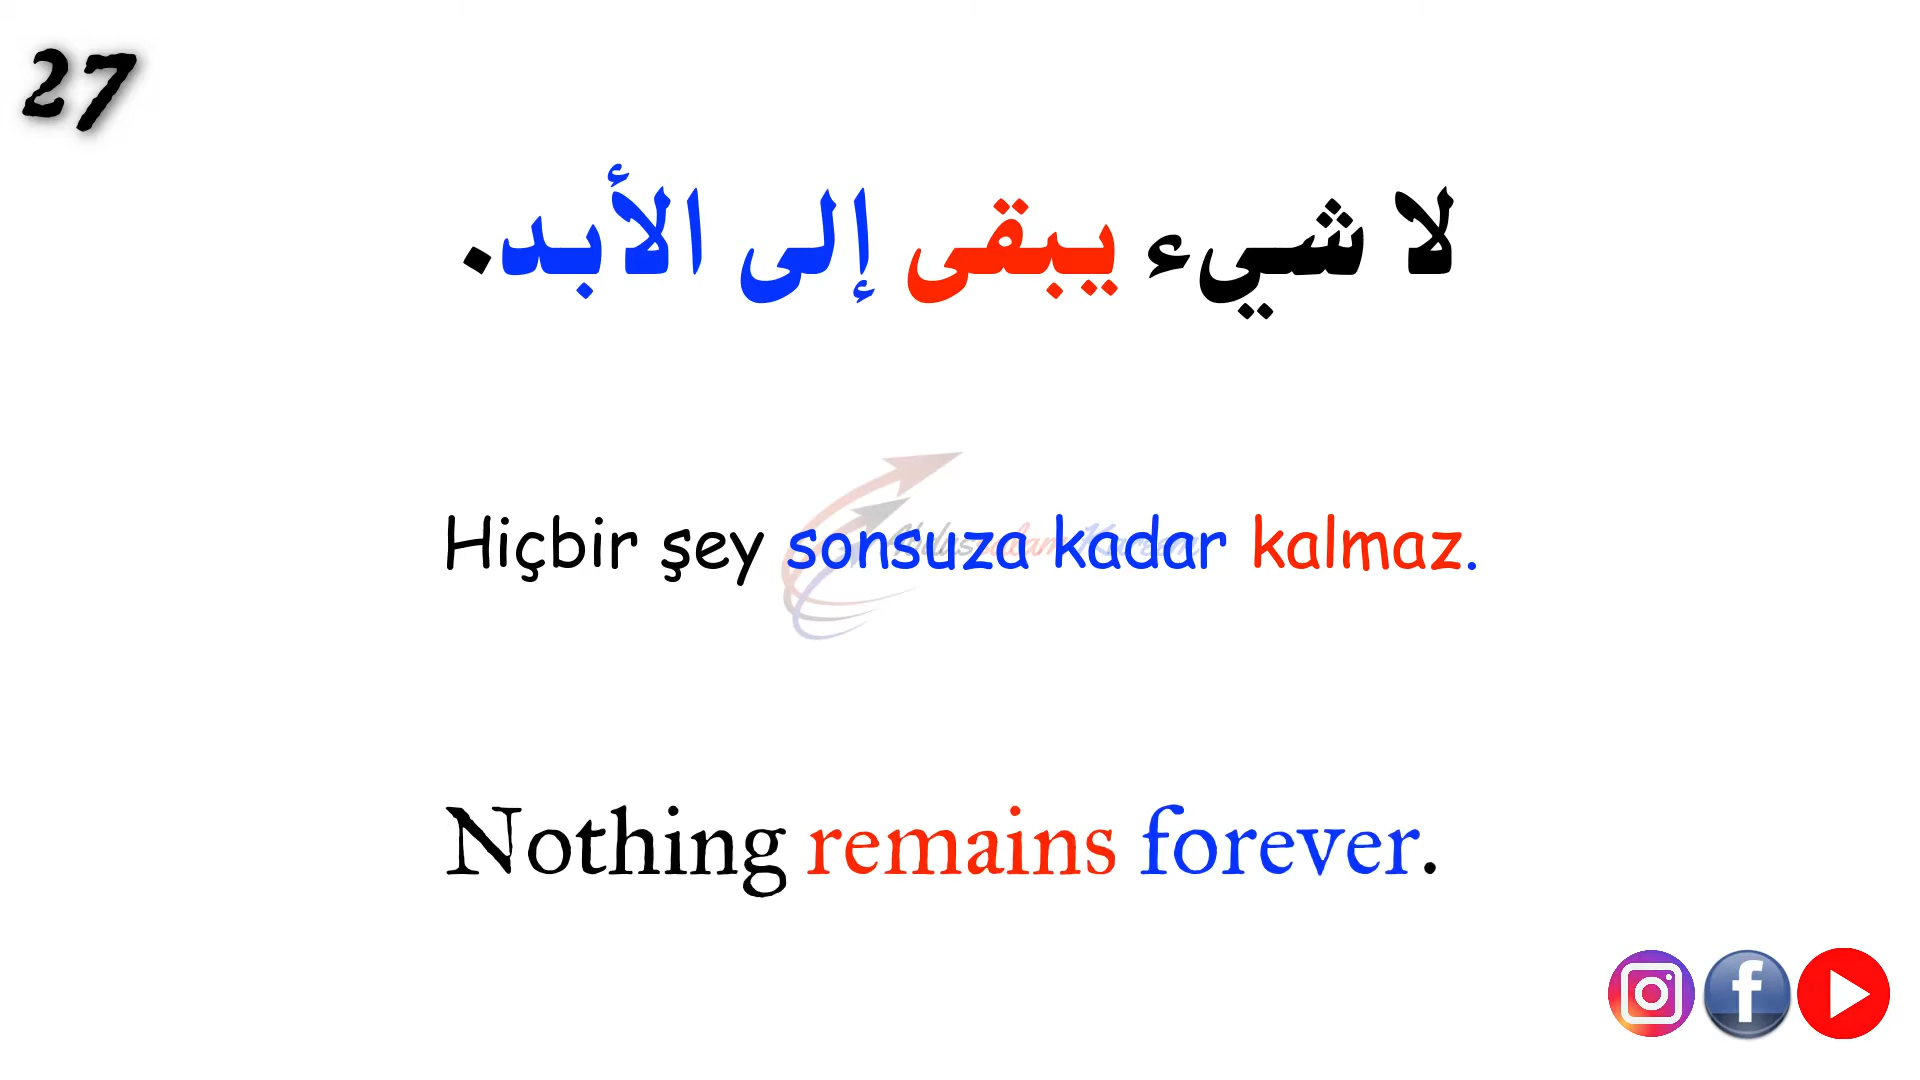 27
لا شيء يبقى إلى الأبد.
Hiçbir şey sonsuza kadar kalmaz.
Nothing remains forever.